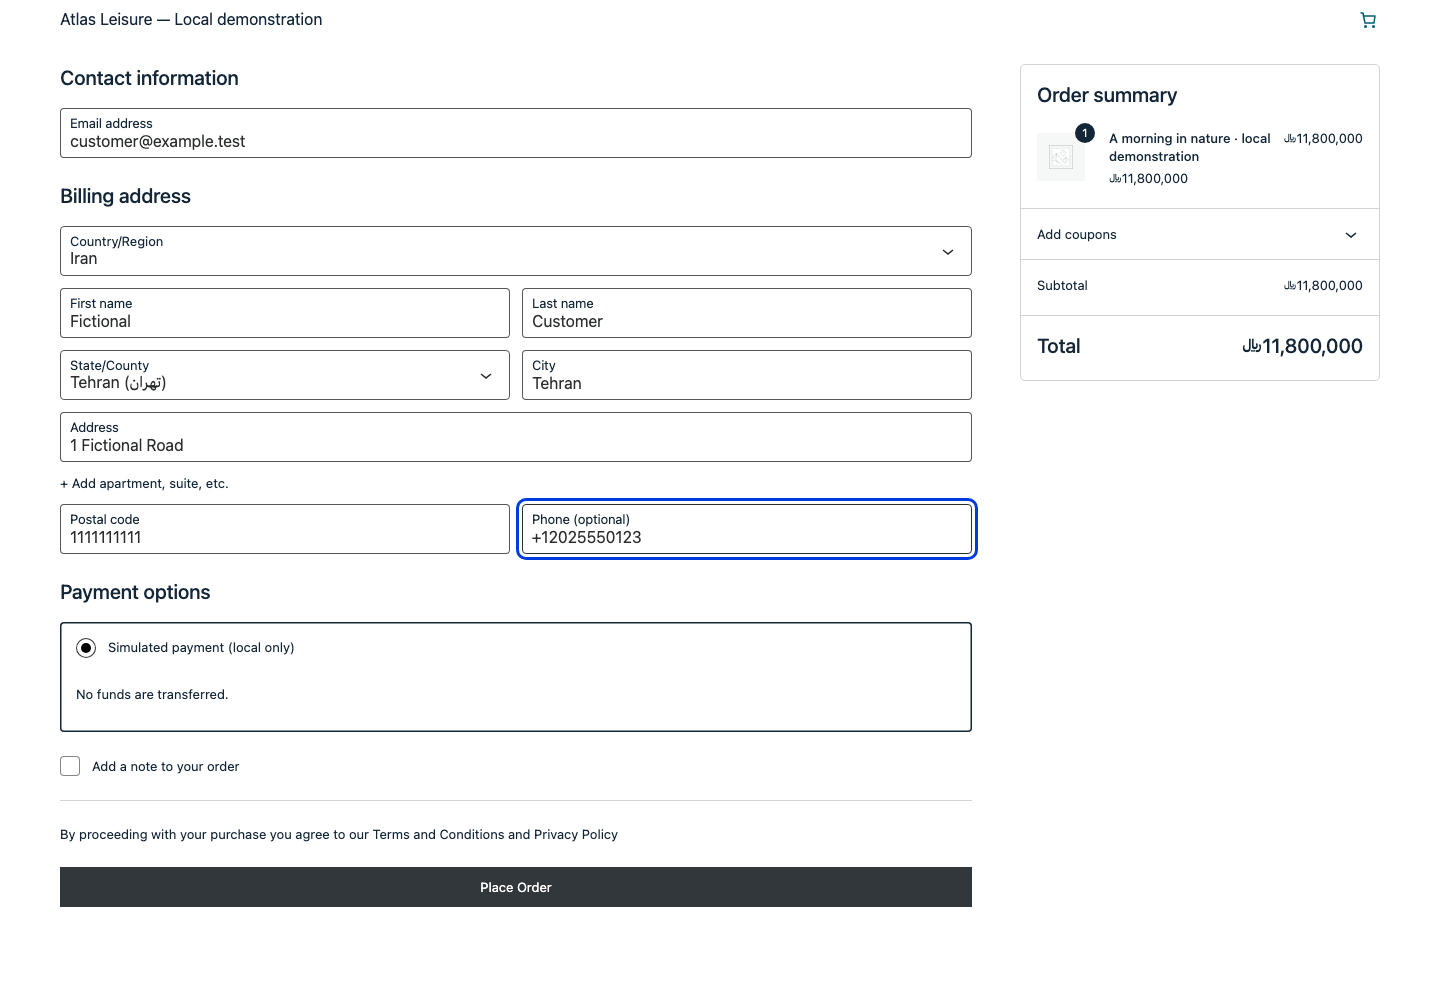 Atlas Leisure — Local demonstration
Contact information
Email address
customer@example.test
Billing address
Country/Region
Iran
First name
Fictional
Last name
Customer
State/County
Tehran (تهران)
City
Tehran
Address
1 Fictional Road
+ Add apartment, suite, etc.
Postal code
1111111111
Phone (optional)
+12025550123
Payment options
Simulated payment (local only)
No funds are transferred.
Add a note to your order
By proceeding with your purchase you agree to our Terms and Conditions and Privacy Policy
Place Order
Order summary
1
A morning in nature · local
demonstration
﷼11,800,000
﷼11,800,000
Add coupons
Subtotal
﷼11,800,000
Total
﷼11,800,000